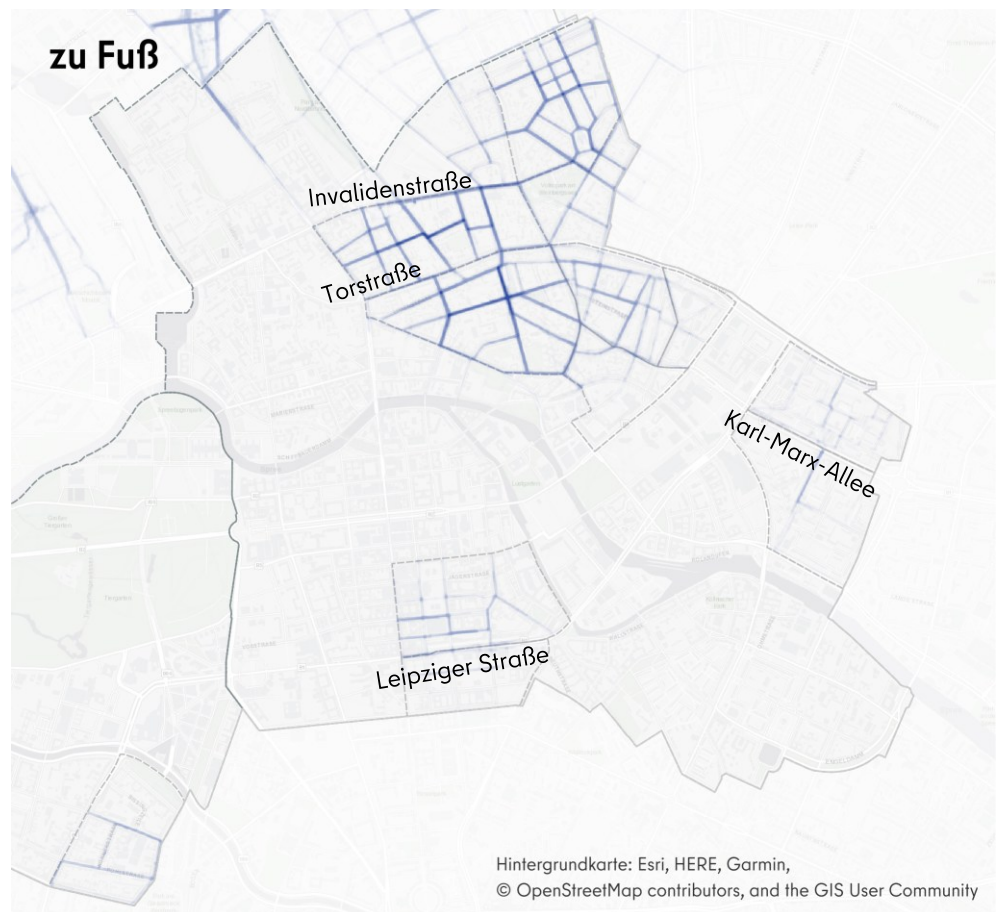 zu Fuß
Invalidenstraße
Torstraße
Karl-Marx-Allee
Leipziger Straße
Hintergrundkarte: Esri, HERE, Garmin,
© OpenStreetMap contributors, and the GIS User Community